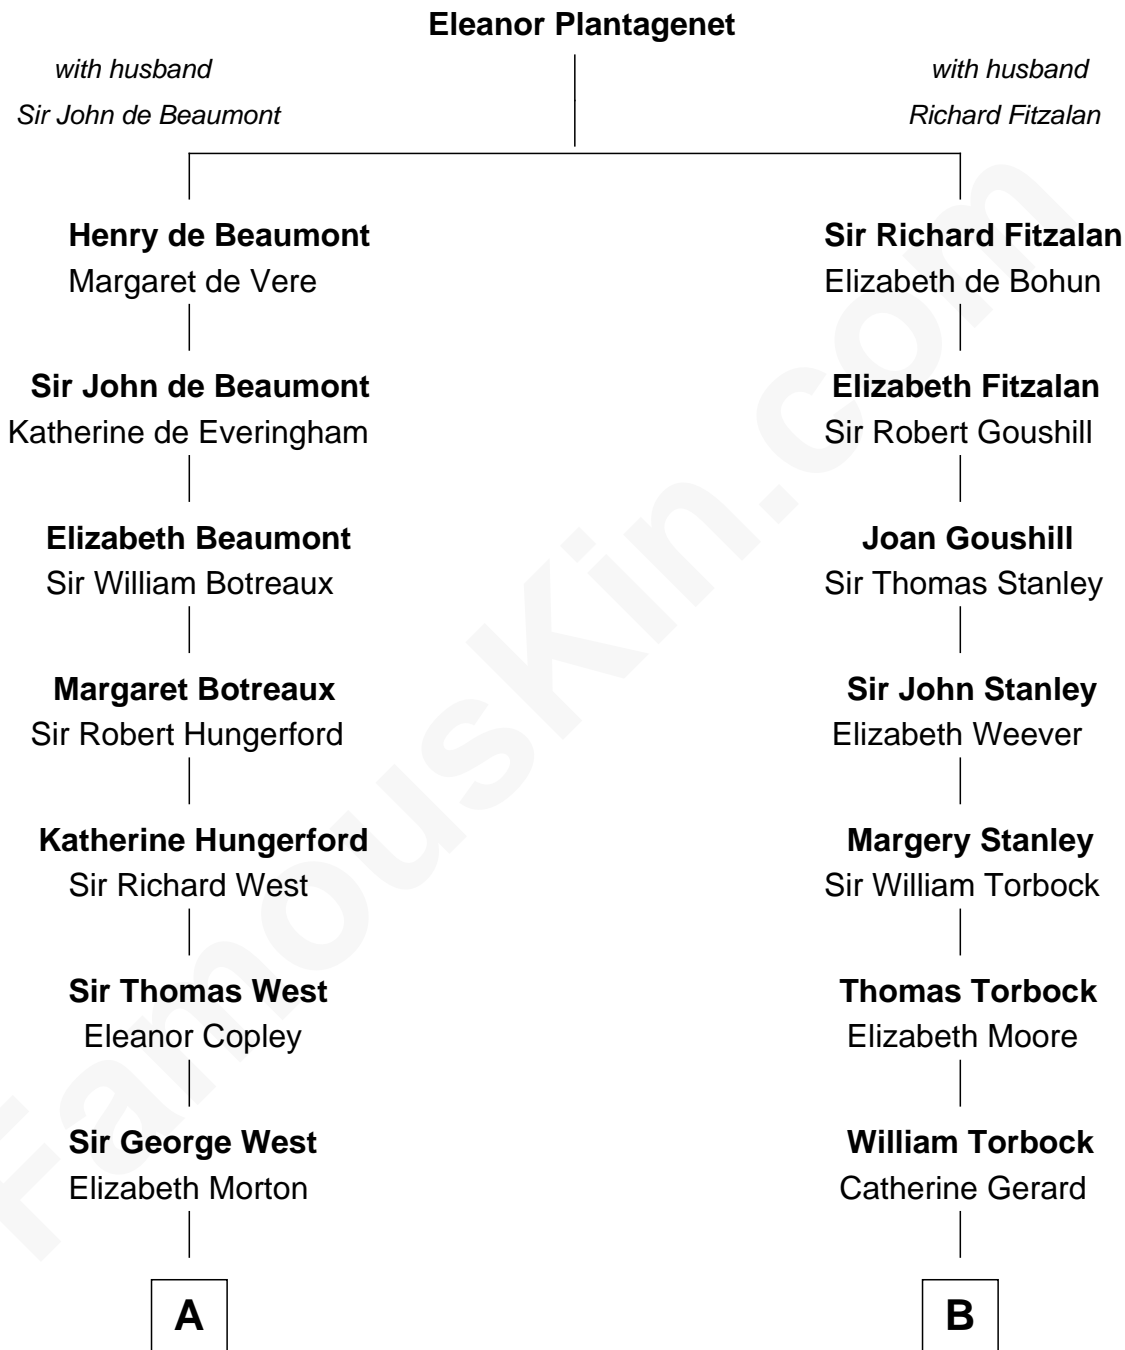 Eleanor Plantagenet
with husband
Sir John de Beaumont
with husband
Richard Fitzalan
Henry de Beaumont
Margaret de Vere
Sir Richard Fitzalan
Elizabeth de Bohun
Sir John de Beaumont
Katherine de Everingham
Elizabeth Fitzalan
Sir Robert Goushill
Elizabeth Beaumont
Sir William Botreaux
Joan Goushill
Sir Thomas Stanley
Margaret Botreaux
Sir Robert Hungerford
Sir John Stanley
Elizabeth Weever
Katherine Hungerford
Sir Richard West
Margery Stanley
Sir William Torbock
Sir Thomas West
Eleanor Copley
Thomas Torbock
Elizabeth Moore
Sir George West
Elizabeth Morton
William Torbock
Catherine Gerard
A
B
FamousKin.com